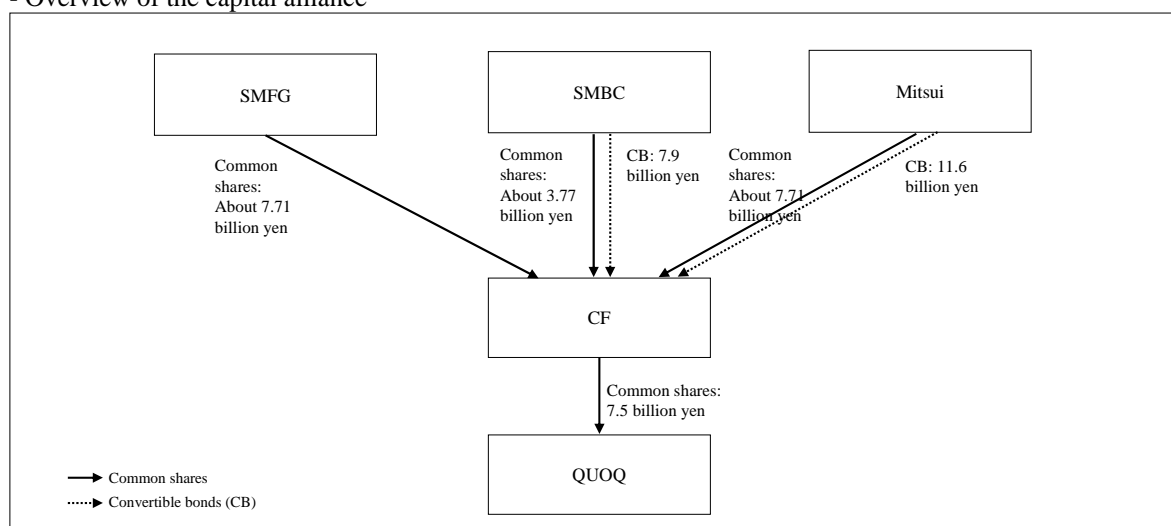 - Overview of the capital alliance
SMFG
SMBC
Mitsui
Common
shares:
About 7.71
billion yen
Common
shares:
About 3.77
billion yen
CB: 7.9
billion yen
Common
shares:
About 7.71
billion yen
CB: 11.6
billion yen
CF
Common shares:
7.5 billion yen
QUOQ
Common shares
Convertible bonds (CB)